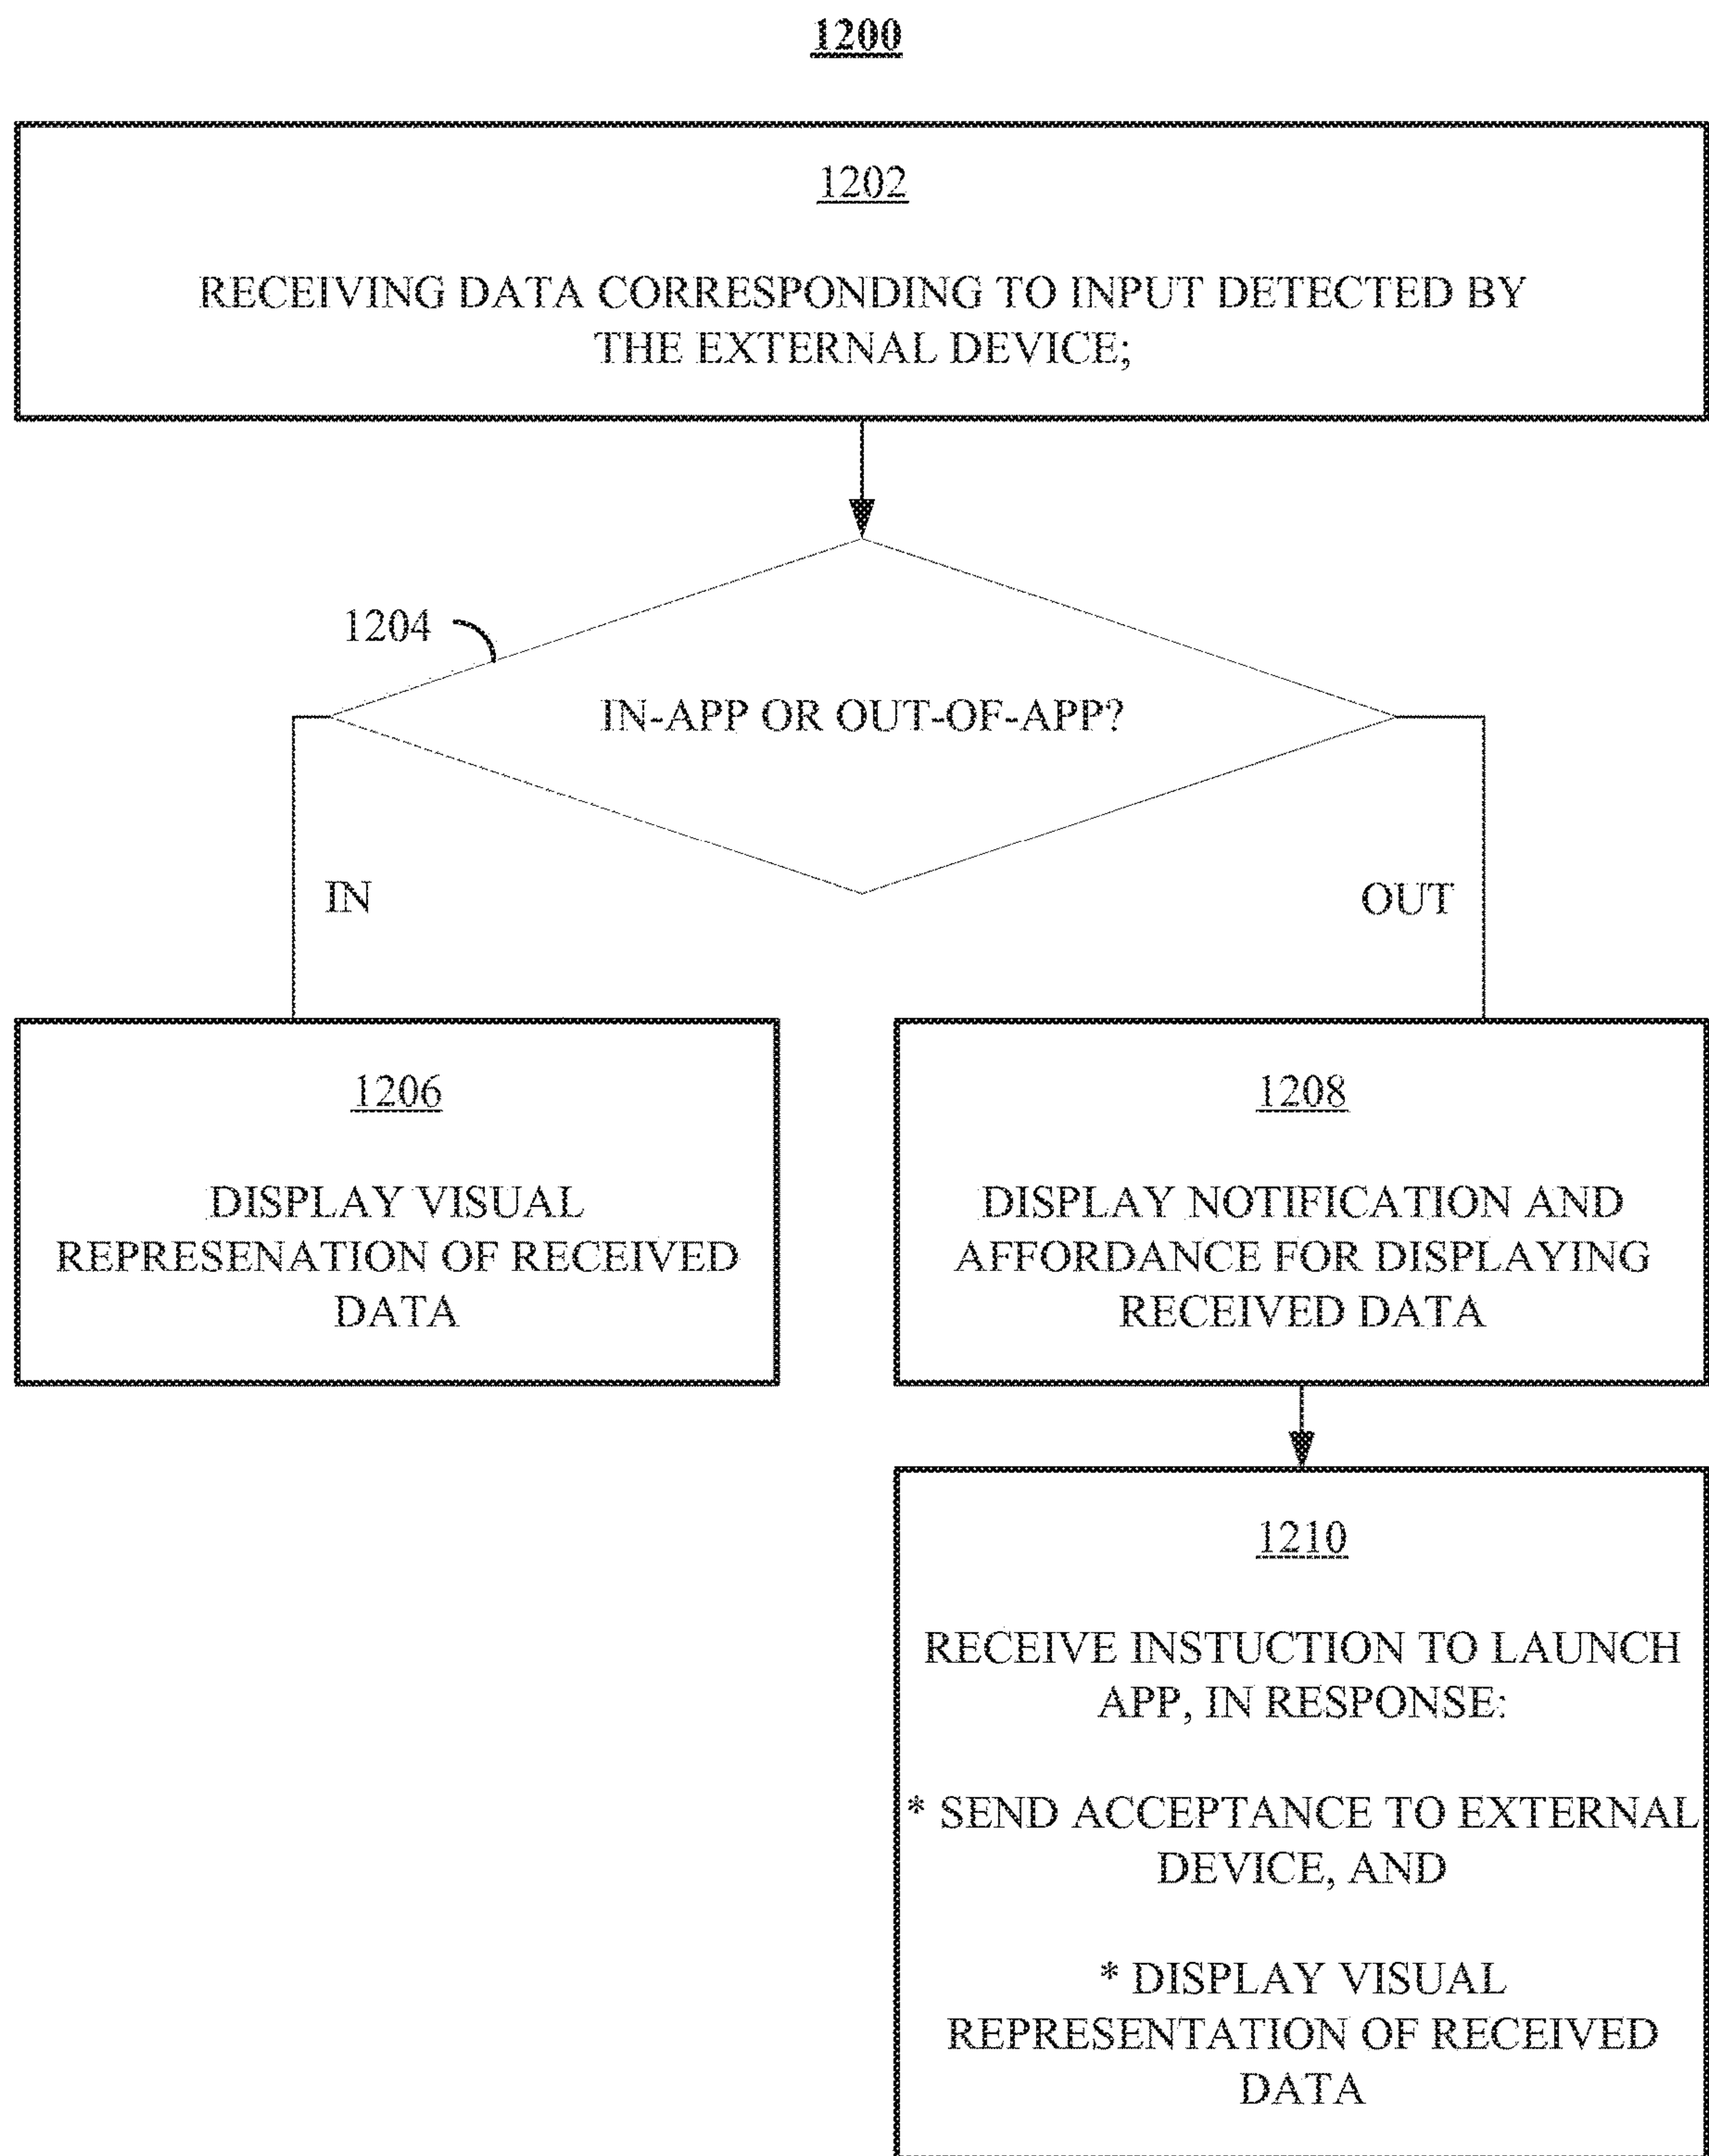 1200
1202
RECEIVING DATA CORRESPONDING TO INPUT DETECTED BY
THE EXTERNAL DEVICE;
1204
IN-APP OR OUT-OF-APP?
IN
OUT
1206
DISPLAY VISUAL
REPRESENATION OF RECEIVED
DATA
1208
DISPLAY NOTIFICATION AND
AFFORDANCE FOR DISPLAYING
RECEIVED DATA
1210
RECEIVE INSTUCTION TO LAUNCH
APP, IN RESPONSE:
* SEND ACCEPTANCE TO EXTERNAL
DEVICE, AND
* DISPLAY VISUAL
REPRESENTATION OF RECEIVED
DATA